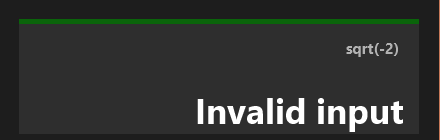 sqrt(-2)
Invalid input